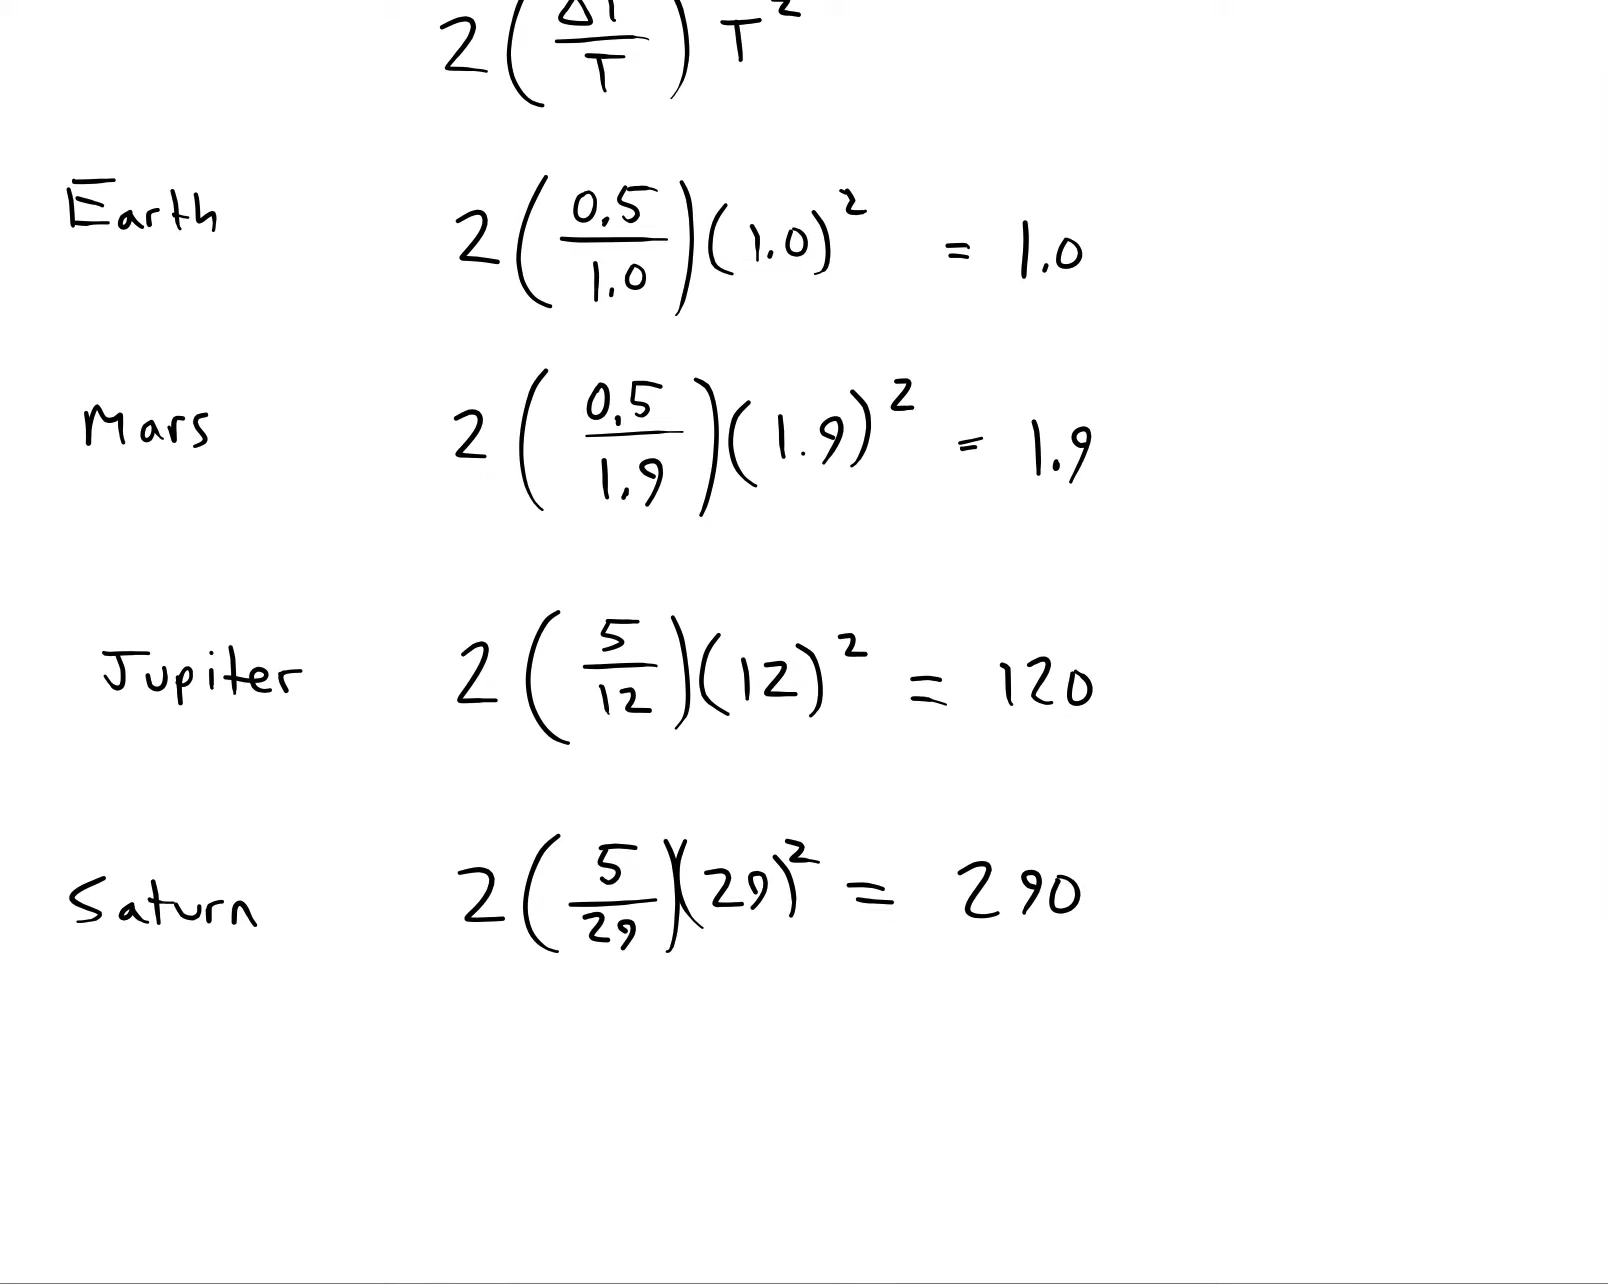 2 (ΔT/T) T²
Earth 2 (0.5/1.0)(1.0)² = 1.0
Mars 2 (0.5/1.9)(1.9)² = 1.9
Jupiter 2 (5/12)(12)² = 120
Saturn 2 (5/29)(29)² = 290